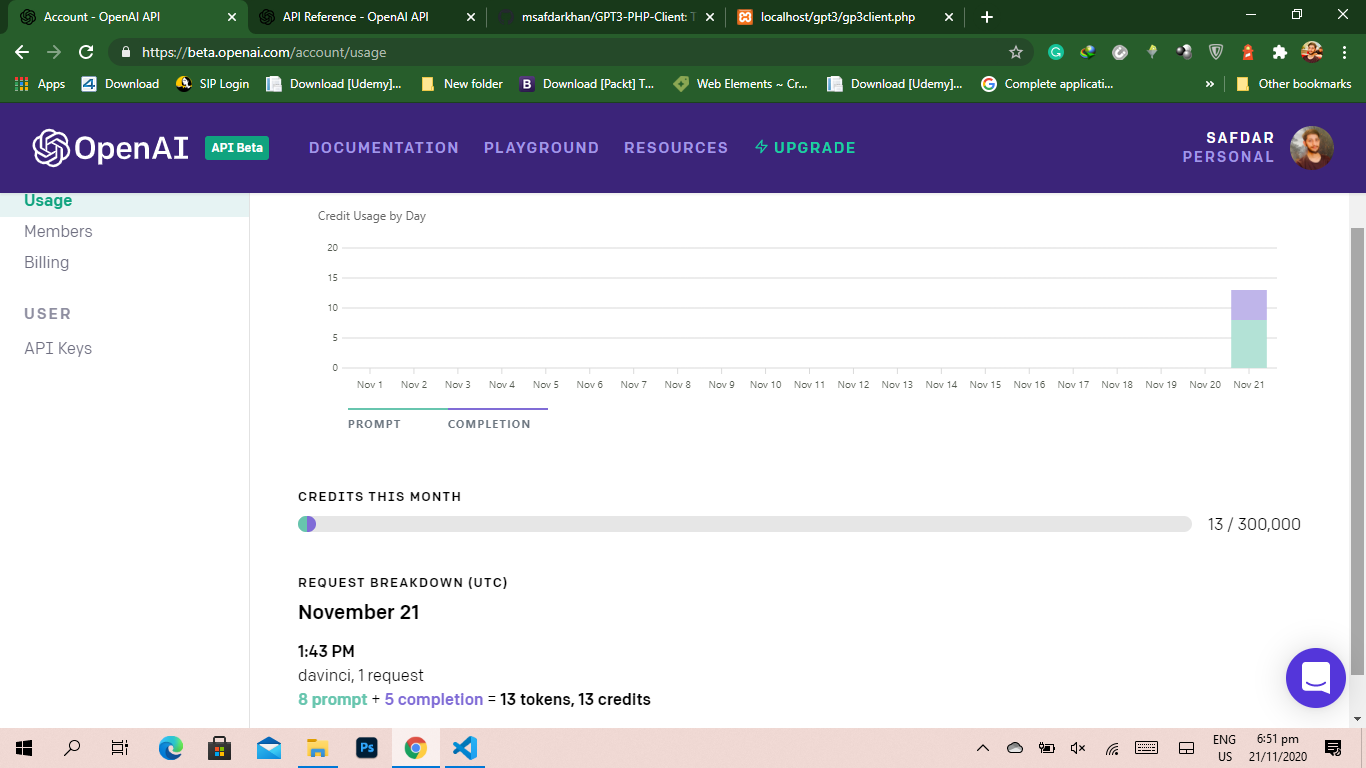 Account - OpenAI API
API Reference - OpenAI API
msafdarkhan/GPT3-PHP-Client: T
localhost/gpt3/gp3client.php
https://beta.openai.com/account/usage
Apps
Download
SIP Login
Download [Udemy]...
New folder
Download [Packt] T...
Web Elements ~ Cr...
Download [Udemy]...
Complete applicati...
»
Other bookmarks
OpenAI
API Beta
DOCUMENTATION
PLAYGROUND
RESOURCES
UPGRADE
SAFDAR
PERSONAL
Usage
Members
Billing
USER
API Keys
Credit Usage by Day
20
15
10
5
0
Nov 1 Nov 2 Nov 3 Nov 4 Nov 5 Nov 6 Nov 7 Nov 8 Nov 9 Nov 10 Nov 11 Nov 12 Nov 13 Nov 14 Nov 15 Nov 16 Nov 17 Nov 18 Nov 19 Nov 20 Nov 21
PROMPT COMPLETION
CREDITS THIS MONTH
13 / 300,000
REQUEST BREAKDOWN (UTC)
November 21
1:43 PM
davinci, 1 request
8 prompt + 5 completion = 13 tokens, 13 credits
Ps
ENG
US
6:51 pm
21/11/2020